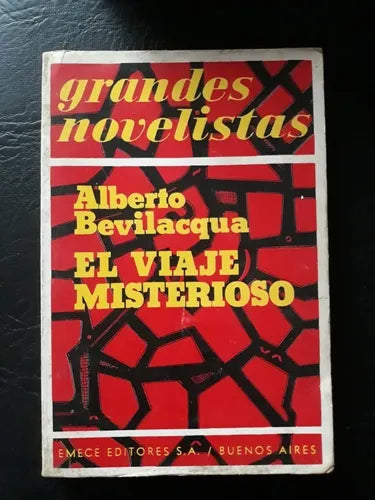 grandes
novelistas
Alberto
Bevilacqua
EL VIAJE
MISTERIOSO
EMECE EDITORES S.A. / BUENOS AIRES